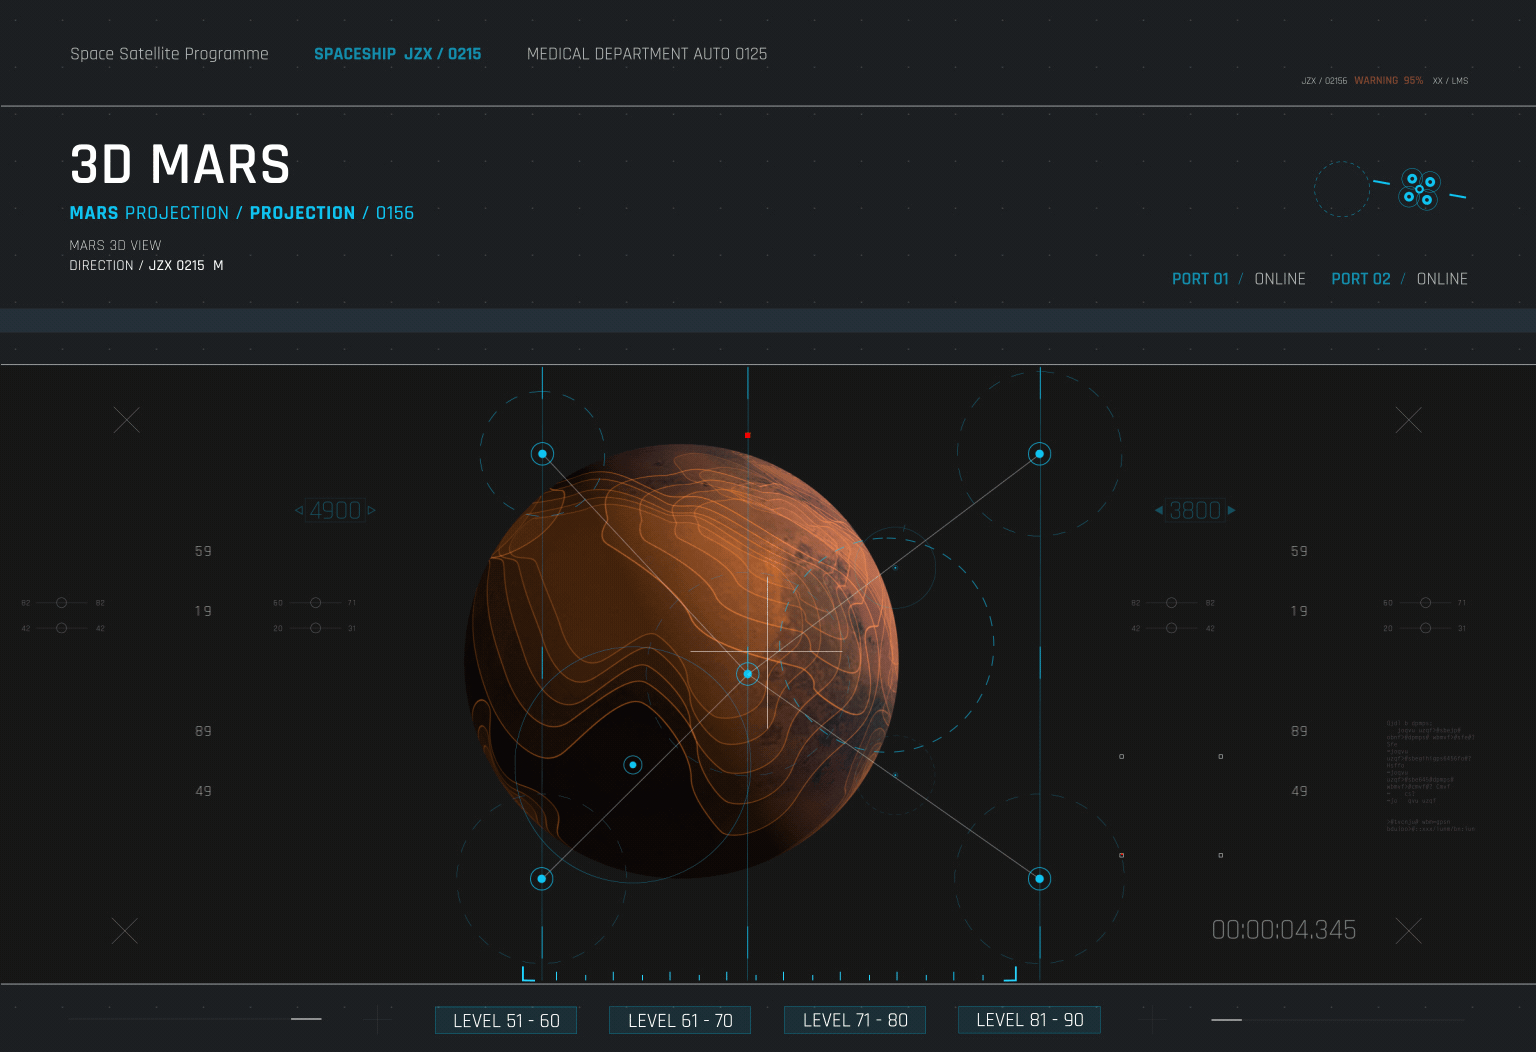 Space Satellite Programme SPACESHIP JZX / 0215 MEDICAL DEPARTMENT AUTO 0125
JZX / 02156 WARNING 95% XX / LMS
3D MARS
MARS PROJECTION / PROJECTION / 0156
MARS 3D VIEW
DIRECTION / JZX 0215 M
PORT 01 / ONLINE PORT 02 / ONLINE
4900 3800
59 59
82 82 60 71 19 82 82 19 60 71
42 42 20 31 42 42 20 31
89 89
49 49
00:00:04.345
LEVEL 51 - 60 LEVEL 61 - 70 LEVEL 71 - 80 LEVEL 81 - 90